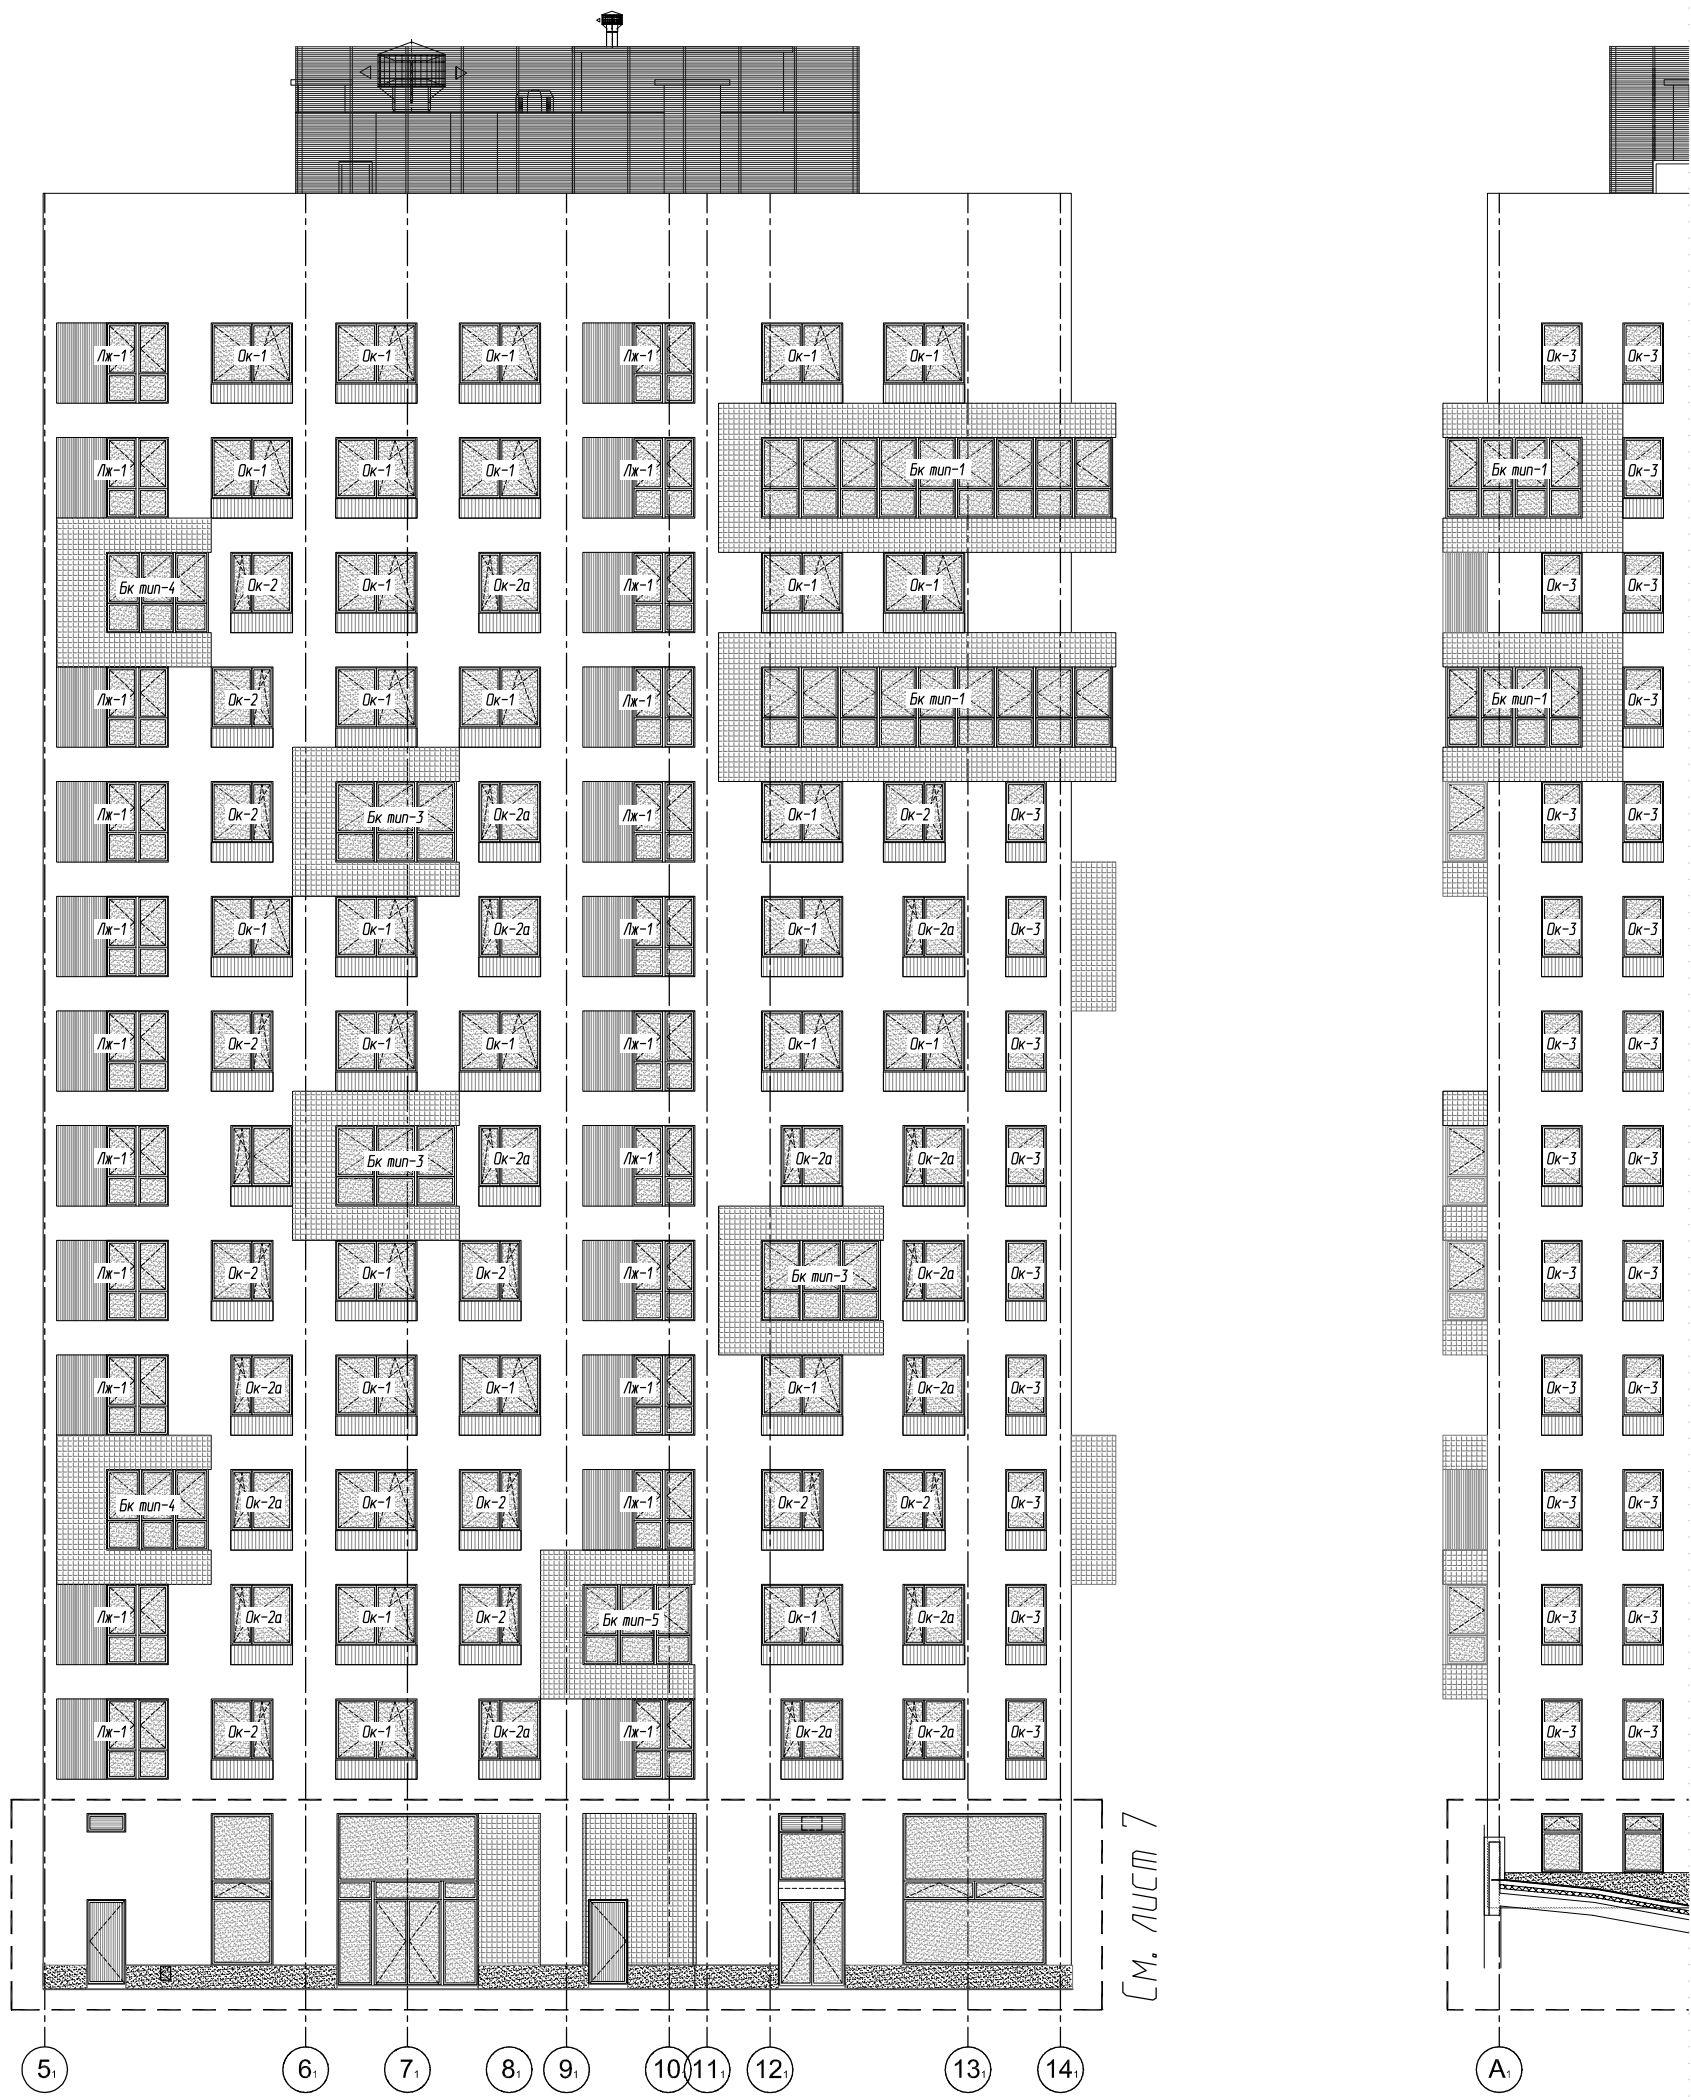 Лж-1 Ок-1 Ок-1 Ок-1 Лж-1 Ок-1 Ок-1 Ок-3 Ок-3
Лж-1 Ок-1 Ок-1 Ок-1 Лж-1 Бк тип-1 Бк тип-1 Ок-3
Бк тип-4 Ок-2 Ок-1 Ок-2а Лж-1 Ок-1 Ок-1 Ок-3 Ок-3
Лж-1 Ок-2 Ок-1 Ок-1 Лж-1 Бк тип-1 Бк тип-1 Ок-3
Лж-1 Ок-2 Бк тип-3 Ок-2а Лж-1 Ок-1 Ок-2 Ок-3 Ок-3 Ок-3
Лж-1 Ок-1 Ок-1 Ок-2а Лж-1 Ок-1 Ок-2а Ок-3 Ок-3 Ок-3
Лж-1 Ок-2 Ок-1 Ок-1 Лж-1 Ок-1 Ок-1 Ок-3 Ок-3 Ок-3
Лж-1 Бк тип-3 Ок-2а Лж-1 Ок-2а Ок-2а Ок-3 Ок-3 Ок-3
Лж-1 Ок-2 Ок-1 Ок-2 Лж-1 Бк тип-3 Ок-2а Ок-3 Ок-3 Ок-3
Лж-1 Ок-2а Ок-1 Ок-1 Лж-1 Ок-1 Ок-2а Ок-3 Ок-3 Ок-3
Бк тип-4 Ок-2а Ок-1 Ок-2 Лж-1 Ок-2 Ок-2 Ок-3 Ок-3 Ок-3
Лж-1 Ок-2а Ок-1 Ок-2 Бк тип-5 Ок-1 Ок-2а Ок-3 Ок-3 Ок-3
Лж-1 Ок-2 Ок-1 Ок-2а Лж-1 Ок-2а Ок-2а Ок-3 Ок-3 Ок-3
См. лист 7
5₁ 6₁ 7₁ 8₁ 9₁ 10₁ 11₁ 12₁ 13₁ 14₁ А₁